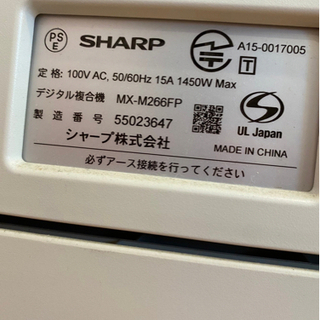 PS
E
SHARP
A15-0017005
T
定 格: 100V AC, 50/60Hz 15A 1450W Max
デジタル複合機 MX-M266FP
製 造 番 号 55023647
シャープ株式会社
UL Japan
MADE IN CHINA
必ずアース接続を行ってください